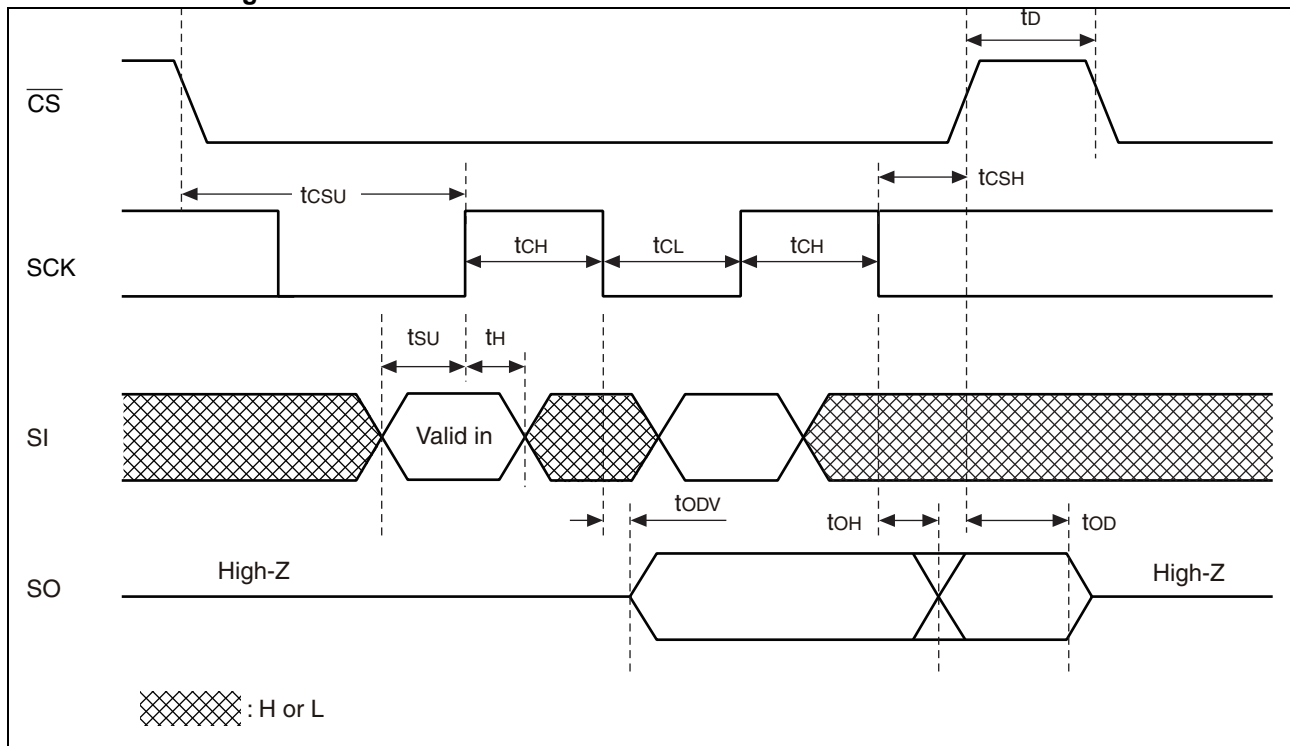 tD
CS
tCSU
tCSH
SCK
tCH
tCL
tCH
tSU
tH
SI
Valid in
tODV
tOH
tOD
SO
High-Z
High-Z
: H or L